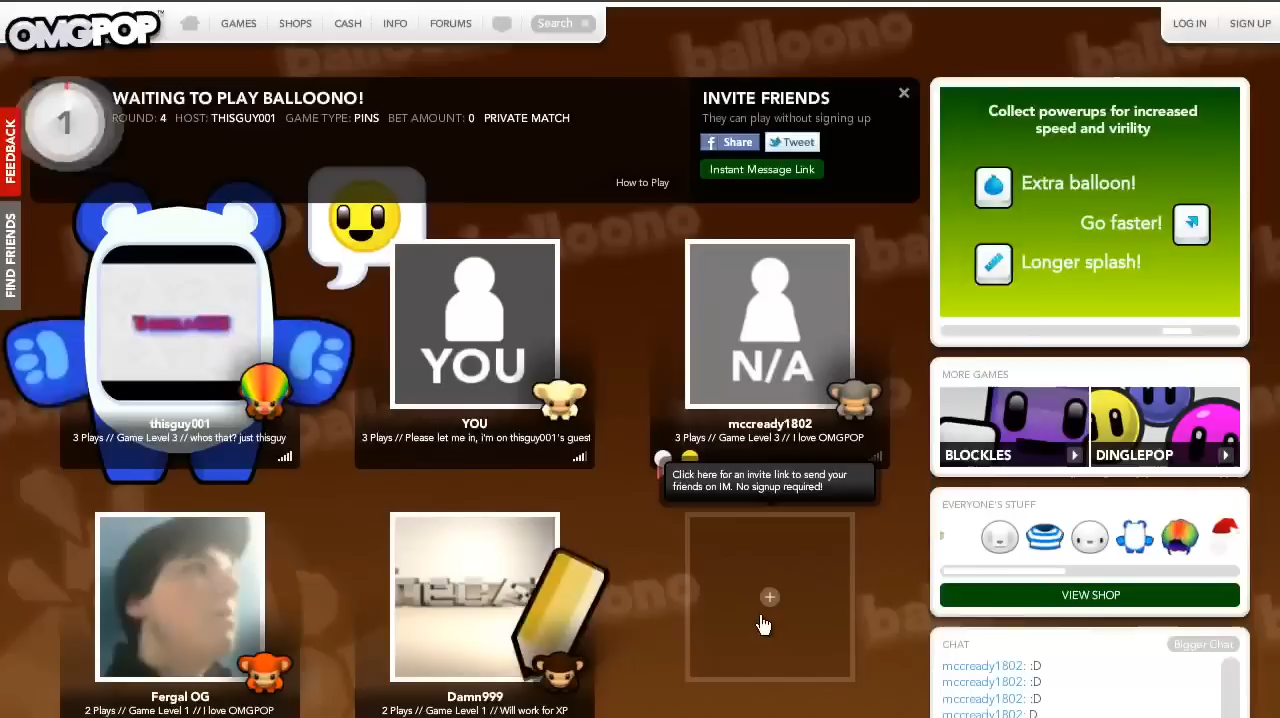 OMGPOP™
GAMES SHOPS CASH INFO FORUMS Search
LOG IN SIGN UP
FEEDBACK
FIND FRIENDS
1
WAITING TO PLAY BALLOONO!
ROUND: 4 HOST: THISGUY001 GAME TYPE: PINS BET AMOUNT: 0 PRIVATE MATCH
How to Play
INVITE FRIENDS
They can play without signing up
f Share Tweet
Instant Message Link
balloono
balloono
balloono
balloono
Collect powerups for increased
speed and virility
Extra balloon!
Go faster!
Longer splash!
YOU
N/A
thisguy001
3 Plays // Game Level 3 // whos that? just thisguy
YOU
3 Plays // Please let me in, i'm on thisguy001's guest
mccready1802
3 Plays // Game Level 3 // I love OMGPOP
Click here for an invite link to send your
friends on IM. No signup required!
Fergal OG
2 Plays // Game Level 1 // I love OMGPOP
Damn999
2 Plays // Game Level 1 // Will work for XP
MORE GAMES
BLOCKLES
DINGLEPOP
EVERYONE'S STUFF
VIEW SHOP
CHAT
Bigger Chat
mccready1802: :D
mccready1802: :D
mccready1802: :D
mccready1802: D